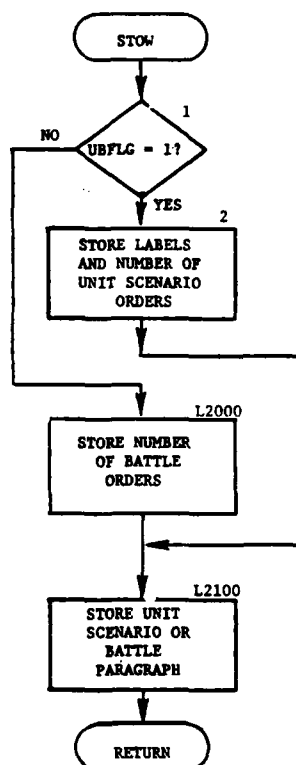 STOW
1
UBFLG = 1?
NO
YES
2
STORE LABELS
AND NUMBER OF
UNIT SCENARIO
ORDERS
L2000
STORE NUMBER
OF BATTLE
ORDERS
L2100
STORE UNIT
SCENARIO OR
BATTLE
PARAGRAPH
RETURN